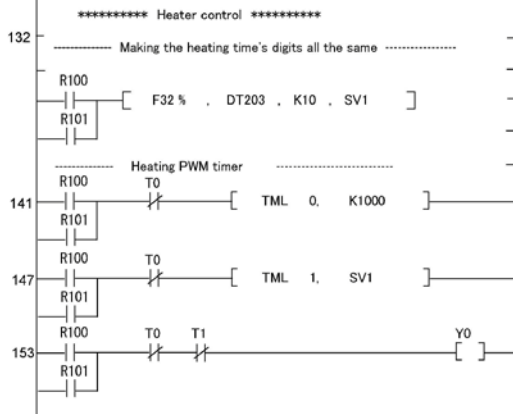 ********** Heater control **********
132
---------- Making the heating time's digits all the same ----------
R100
F32 % , DT203 , K10 , SV1
R101
---------- Heating PWM timer ----------
R100 T0
141 TML 0, K1000
R101
R100 T0
147 TML 1, SV1
R101
R100 T0 T1 Y0
153
R101